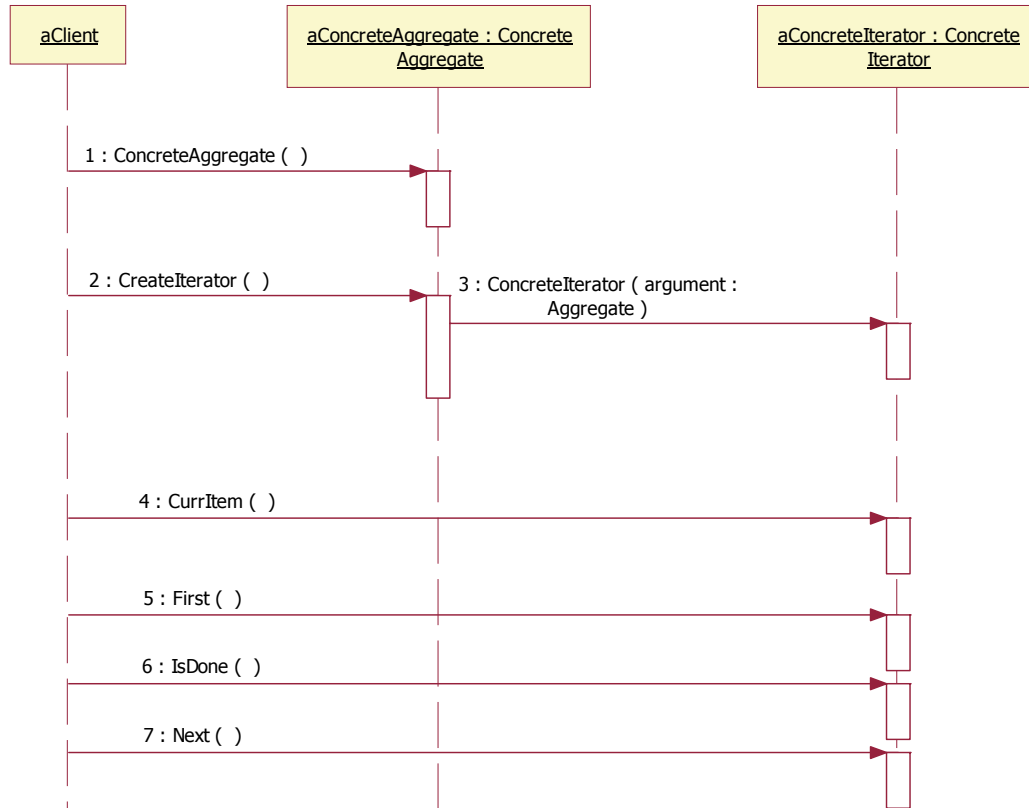 aClient
aConcreteAggregate : Concrete
Aggregate
aConcreteIterator : Concrete
Iterator
1 : ConcreteAggregate (  )
2 : CreateIterator (  )
3 : ConcreteIterator ( argument :
Aggregate )
4 : CurrItem (  )
5 : First (  )
6 : IsDone (  )
7 : Next (  )